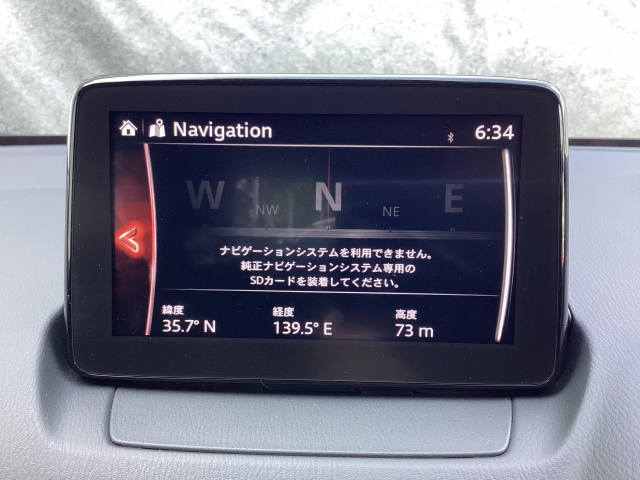 Navigation 6:34
W NW N NE E
ナビゲーションシステムを利用できません。
純正ナビゲーションシステム専用の
SDカードを装着してください。
緯度 経度 高度
35.7° N 139.5° E 73 m